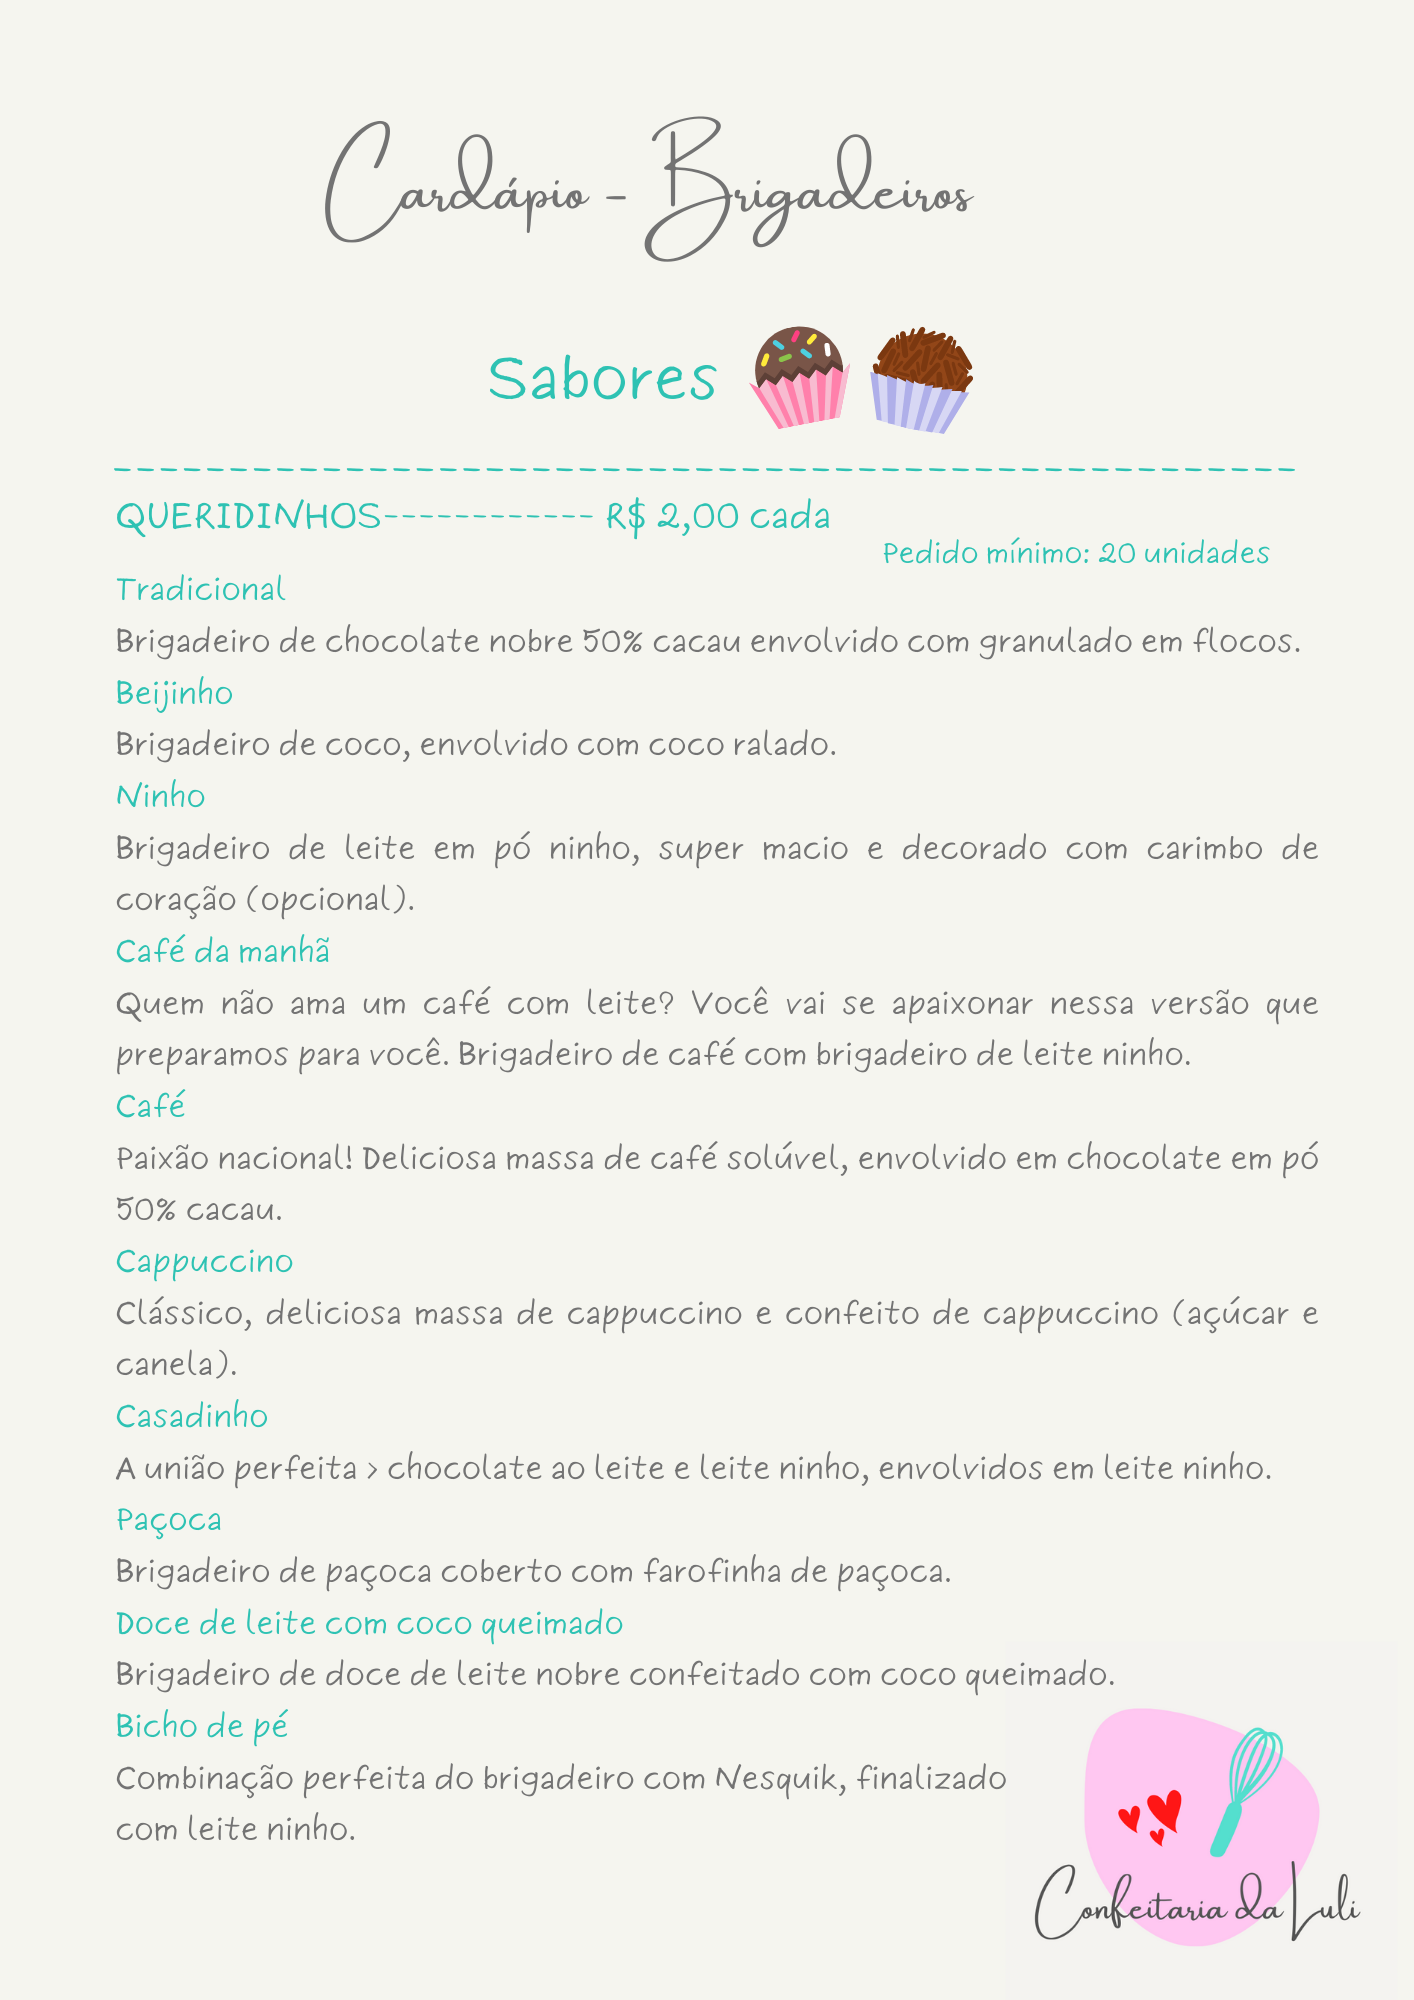 Cardápio - Brigadeiros
Sabores
QUERIDINHOS------------- R$ 2,00 cada
Pedido mínimo: 20 unidades
Tradicional
Brigadeiro de chocolate nobre 50% cacau envolvido com granulado em flocos.
Beijinho
Brigadeiro de coco, envolvido com coco ralado.
Ninho
Brigadeiro de leite em pó ninho, super macio e decorado com carimbo de
coração (opcional).
Café da manhã
Quem não ama um café com leite? Você vai se apaixonar nessa versão que
preparamos para você. Brigadeiro de café com brigadeiro de leite ninho.
Café
Paixão nacional! Deliciosa massa de café solúvel, envolvido em chocolate em pó
50% cacau.
Cappuccino
Clássico, deliciosa massa de cappuccino e confeito de cappuccino (açúcar e
canela).
Casadinho
A união perfeita > chocolate ao leite e leite ninho, envolvidos em leite ninho.
Paçoca
Brigadeiro de paçoca coberto com farofinha de paçoca.
Doce de leite com coco queimado
Brigadeiro de doce de leite nobre confeitado com coco queimado.
Bicho de pé
Combinação perfeita do brigadeiro com Nesquik, finalizado
com leite ninho.
Confeitaria da Luli